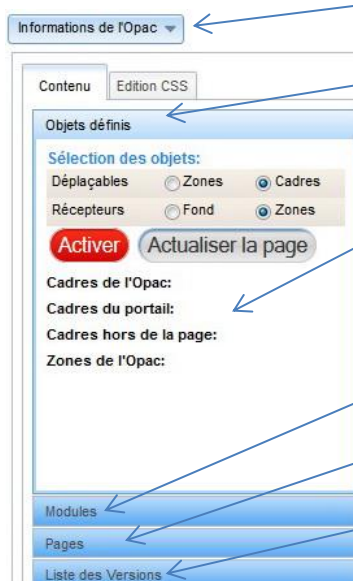 Informations de l'Opac
Contenu Edition CSS
Objets définis
Sélection des objets:
Déplaçables Zones Cadres
Récepteurs Fond Zones
Activer Actualiser la page
Cadres de l'Opac:
Cadres du portail:
Cadres hors de la page:
Zones de l'Opac:
Modules
Pages
Liste des Versions